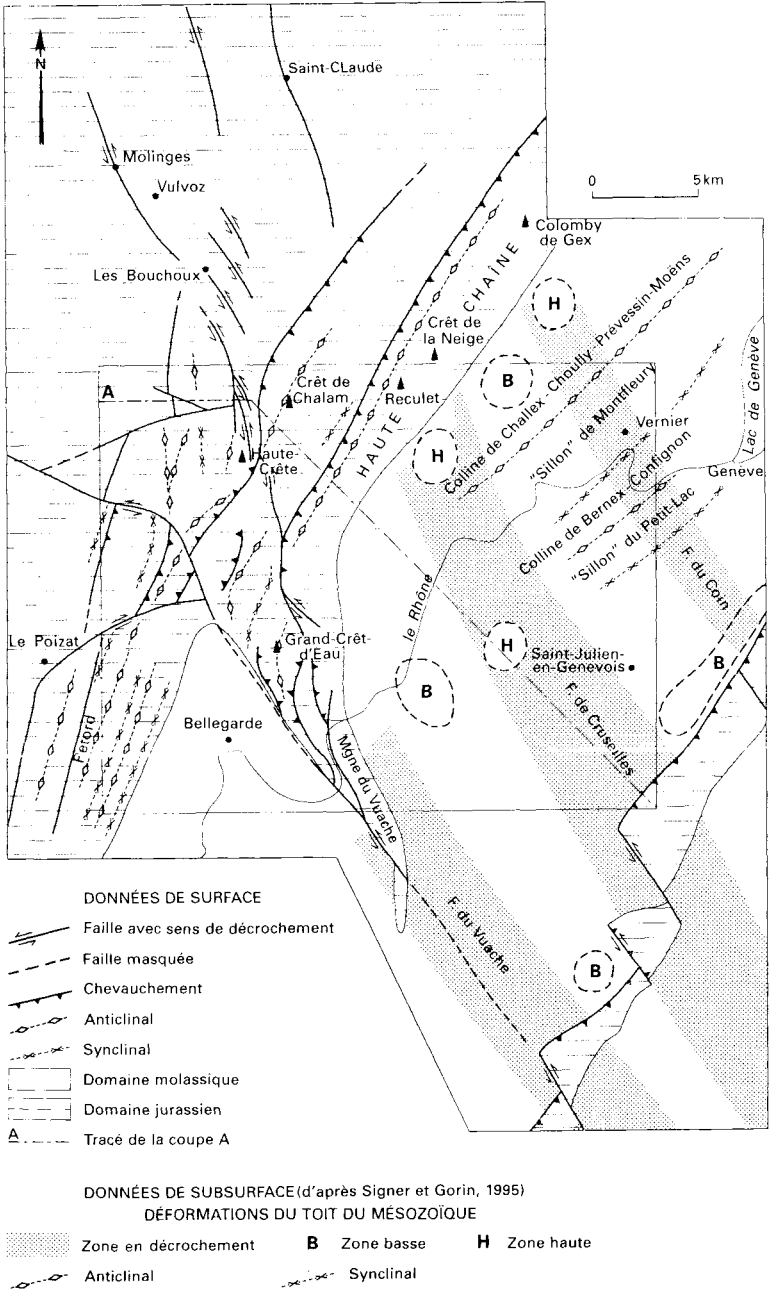 N
Saint-CLaude
Molinges
Vulvoz
0 5km
Colomby
de Gex
Les Bouchoux
HAUTE CHAÎNE
H
Crêt de
la Neige
B
A
Crêt de
Chalam
Reculet
Colline de Challex-Choully-Prévessin-Moëns
"Sillon" de Montfleury
Vernier
Lac de Genève
Haute-
Crête
H
Genève
Colline de Bernex-Confignon
"Sillon" du Petit-Lac
F. du Coin
le Rhône
Le Poizat
Grand-Crêt-
d'Eau
H
Saint-Julien-
en-Genevois
B
B
Bellegarde
F. de Cruseilles
Mgne du Vuache
F. du Vuache
B
DONNÉES DE SURFACE
Faille avec sens de décrochement
Faille masquée
Chevauchement
Anticlinal
Synclinal
Domaine molassique
Domaine jurassien
A Tracé de la coupe A
DONNÉES DE SUBSURFACE (d'après Signer et Gorin, 1995)
DÉFORMATIONS DU TOIT DU MÉSOZOÏQUE
Zone en décrochement B Zone basse H Zone haute
Anticlinal Synclinal